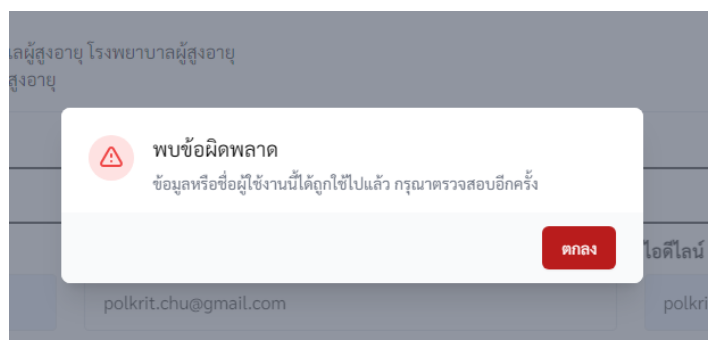 ลผู้สูงอายุ โรงพยาบาลผู้สูงอายุ
สูงอายุ
พบข้อผิดพลาด
ข้อมูลหรือชื่อผู้ใช้งานนี้ได้ถูกใช้ไปแล้ว กรุณาตรวจสอบอีกครั้ง
ตกลง
ไอดีไลน์
polkrit.chu@gmail.com
polkri